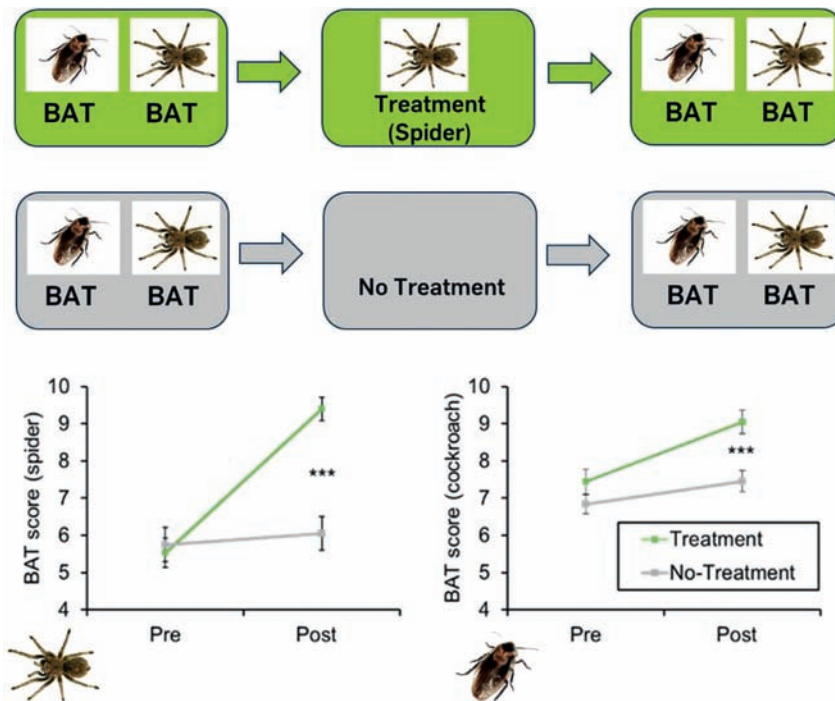 BAT BAT
Treatment
(Spider)
BAT BAT
BAT BAT
No Treatment
BAT BAT
BAT score (spider)
10
9
8
7
6
5
4
***
Pre Post
BAT score (cockroach)
10
9
8
7
6
5
4
***
Treatment
No-Treatment
Pre Post